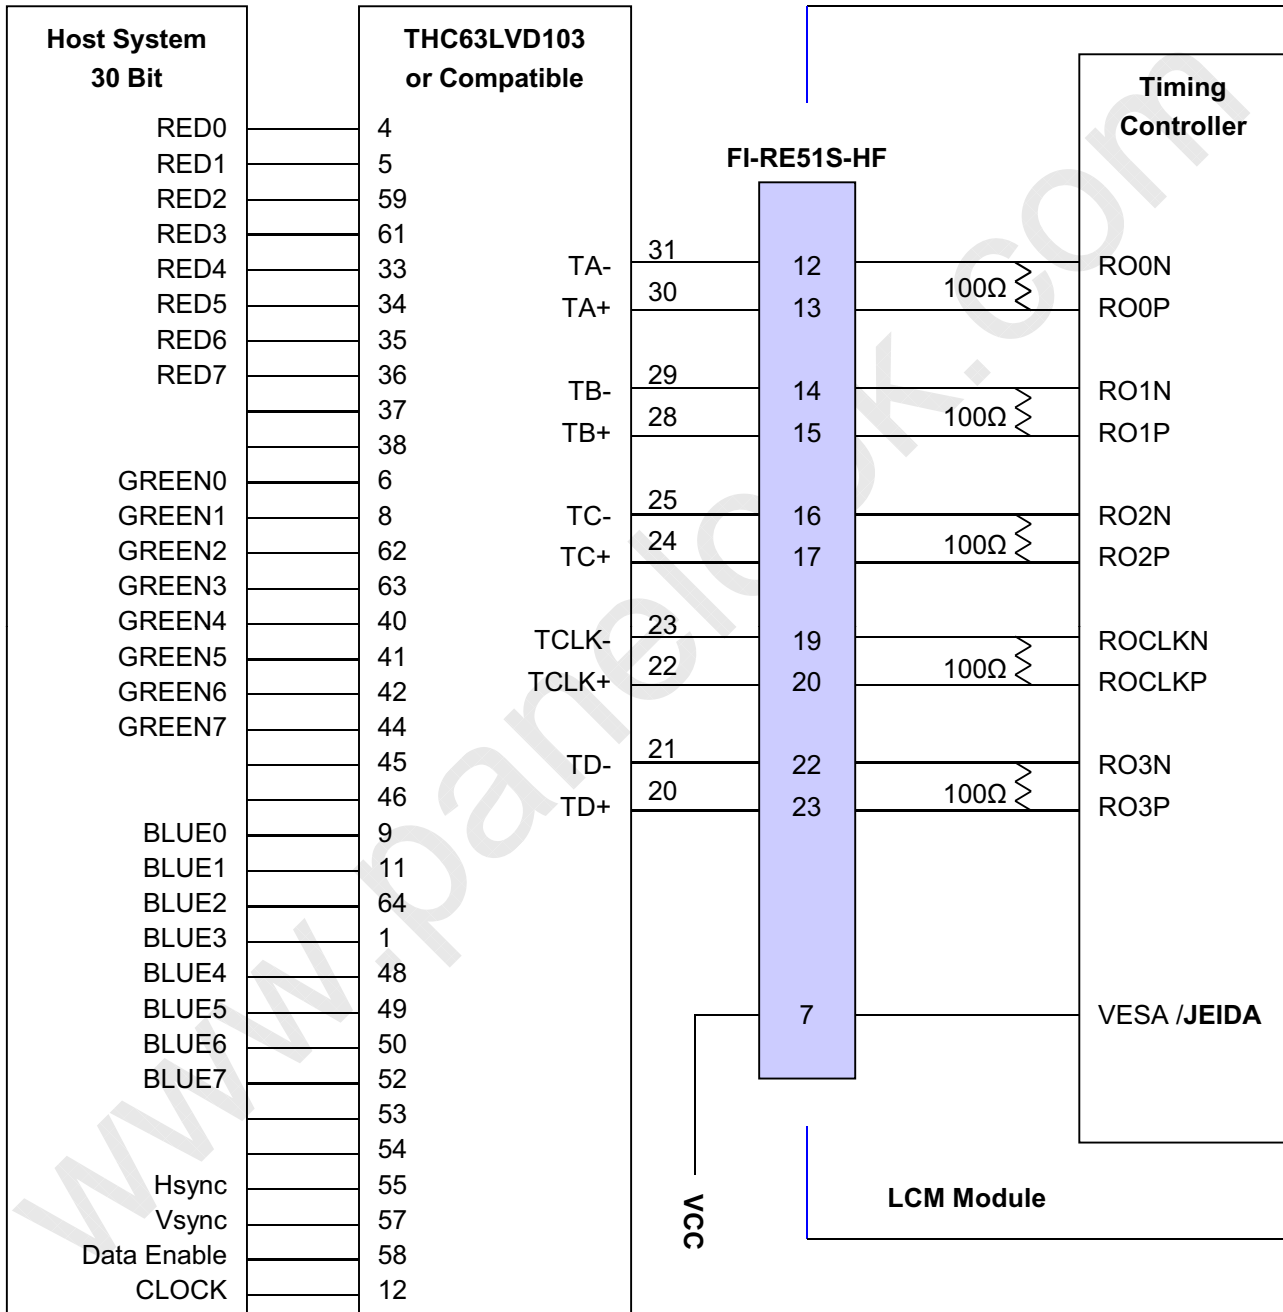 Host System
30 Bit
RED0
RED1
RED2
RED3
RED4
RED5
RED6
RED7
GREEN0
GREEN1
GREEN2
GREEN3
GREEN4
GREEN5
GREEN6
GREEN7
BLUE0
BLUE1
BLUE2
BLUE3
BLUE4
BLUE5
BLUE6
BLUE7
Hsync
Vsync
Data Enable
CLOCK
THC63LVD103
or Compatible
4
5
59
61
33
34
35
36
37
38
6
8
62
63
40
41
42
44
45
46
9
11
64
1
48
49
50
52
53
54
55
57
58
12
TA- 31
TA+ 30
TB- 29
TB+ 28
TC- 25
TC+ 24
TCLK- 23
TCLK+ 22
TD- 21
TD+ 20
FI-RE51S-HF
12
13
14
15
16
17
19
20
22
23
7
100Ω
100Ω
100Ω
100Ω
100Ω
Timing
Controller
RO0N
RO0P
RO1N
RO1P
RO2N
RO2P
ROCLKN
ROCLKP
RO3N
RO3P
VESA /JEIDA
VCC
LCM Module
www.panelook.com